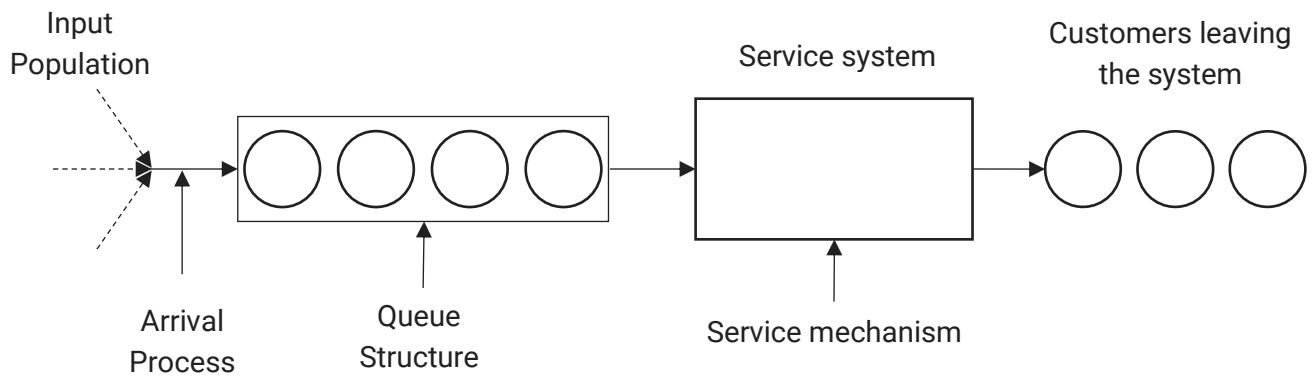 Input
Population
Service system
Customers leaving
the system
Arrival
Process
Queue
Structure
Service mechanism